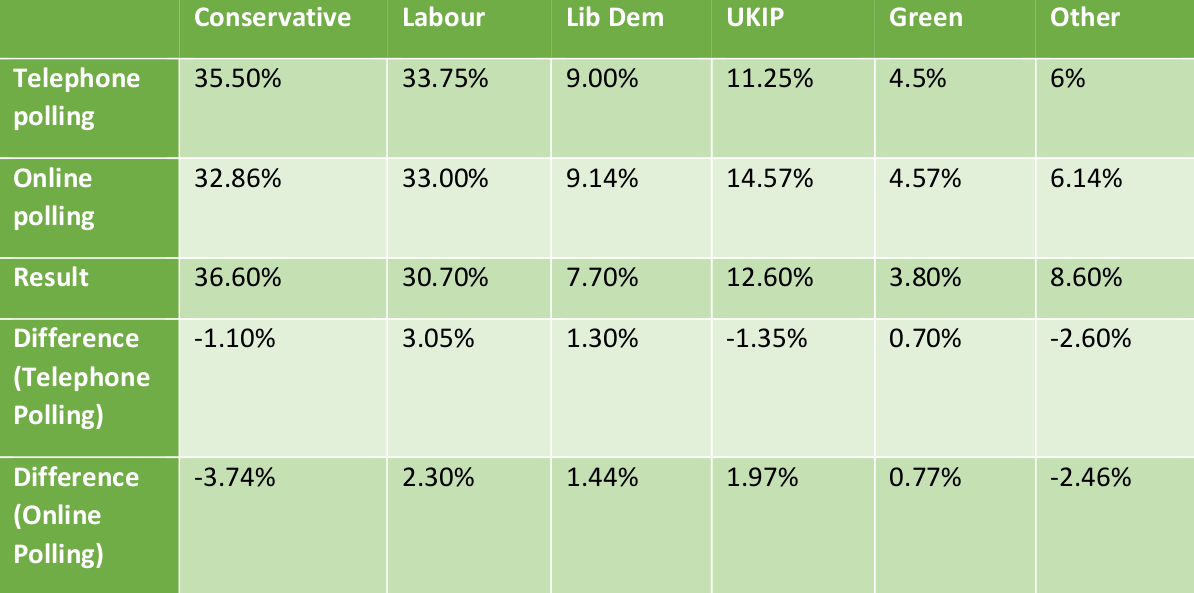 Conservative Labour Lib Dem UKIP Green Other
Telephone 35.50% 33.75% 9.00% 11.25% 4.5% 6%
polling
Online 32.86% 33.00% 9.14% 14.57% 4.57% 6.14%
polling
Result 36.60% 30.70% 7.70% 12.60% 3.80% 8.60%
Difference -1.10% 3.05% 1.30% -1.35% 0.70% -2.60%
(Telephone
Polling)
Difference -3.74% 2.30% 1.44% 1.97% 0.77% -2.46%
(Online
Polling)